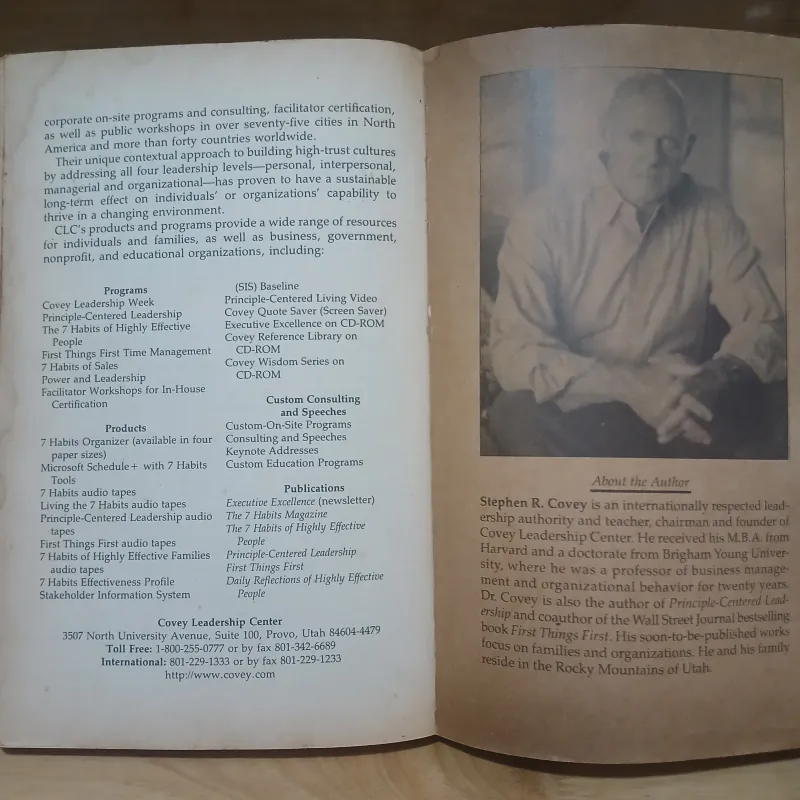 corporate on-site programs and consulting, facilitator certification,
as well as public workshops in over seventy-five cities in North
America and more than forty countries worldwide.
Their unique contextual approach to building high-trust cultures
by addressing all four leadership levels—personal, interpersonal,
managerial and organizational—has proven to have a sustainable
long-term effect on individuals' or organizations' capability to
thrive in a changing environment.
CLC's products and programs provide a wide range of resources
for individuals and families, as well as business, government,
nonprofit, and educational organizations, including:
Programs
Covey Leadership Week
Principle-Centered Leadership
The 7 Habits of Highly Effective
People
First Things First Time Management
7 Habits of Sales
Power and Leadership
Facilitator Workshops for In-House
Certification
Products
7 Habits Organizer (available in four
paper sizes)
Microsoft Schedule+ with 7 Habits
Tools
7 Habits audio tapes
Living the 7 Habits audio tapes
Principle-Centered Leadership audio
tapes
First Things First audio tapes
7 Habits of Highly Effective Families
audio tapes
7 Habits Effectiveness Profile
Stakeholder Information System
(SIS) Baseline
Principle-Centered Living Video
Covey Quote Saver (Screen Saver)
Executive Excellence on CD-ROM
Covey Reference Library on
CD-ROM
Covey Wisdom Series on
CD-ROM
Custom Consulting
and Speeches
Custom-On-Site Programs
Consulting and Speeches
Keynote Addresses
Custom Education Programs
Publications
Executive Excellence (newsletter)
The 7 Habits Magazine
The 7 Habits of Highly Effective
People
Principle-Centered Leadership
First Things First
Daily Reflections of Highly Effective
People
Covey Leadership Center
3507 North University Avenue, Suite 100, Provo, Utah 84604-4479
Toll Free: 1-800-255-0777 or by fax 801-342-6689
International: 801-229-1333 or by fax 801-229-1233
http://www.covey.com
About the Author
Stephen R. Covey is an internationally respected lead-
ership authority and teacher, chairman and founder of
Covey Leadership Center. He received his M.B.A. from
Harvard and a doctorate from Brigham Young Univer-
sity, where he was a professor of business manage-
ment and organizational behavior for twenty years.
Dr. Covey is also the author of Principle-Centered Lead-
ership and coauthor of the Wall Street Journal bestselling
book First Things First. His soon-to-be-published works
focus on families and organizations. He and his family
reside in the Rocky Mountains of Utah.